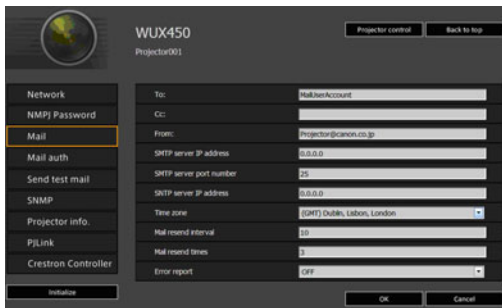 WUX450
Projector control
Back to top
Projector001
Network
NMPJ Password
Mail
Mail auth
Send test mail
SNMP
Projector info.
PJLink
Crestron Controller
Initialize
To: MailUserAccount
Cc:
From: Projector@canon.co.jp
SMTP server IP address 0.0.0.0
SMTP server port number 25
SNTP server IP address 0.0.0.0
Time zone (GMT) Dublin, Lisbon, London
Mail resend interval 10
Mail resend times 3
Error report OFF
OK
Cancel